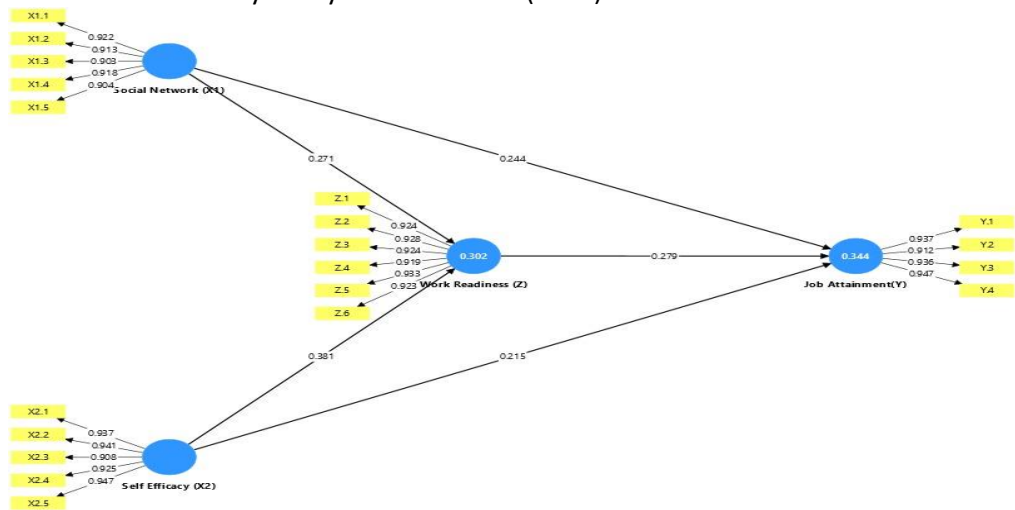 X1.1
X1.2
X1.3
X1.4
X1.5
0.922
0.913
0.903
0.918
0.904
Social Network (X1)
0.271
0.244
Z.1
Z.2
Z.3
Z.4
Z.5
Z.6
0.924
0.928
0.924
0.919
0.933
0.923
0.302
Work Readiness (Z)
0.279
0.344
Job Attainment(Y)
0.937
0.912
0.936
0.947
Y.1
Y.2
Y.3
Y.4
0.381
0.215
X2.1
X2.2
X2.3
X2.4
X2.5
0.937
0.941
0.908
0.925
0.947
Self Efficacy (X2)